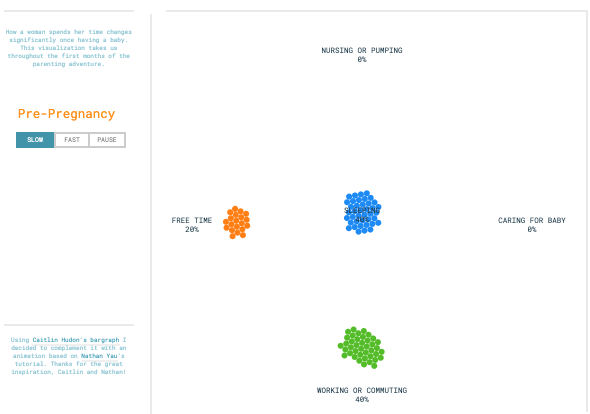 How a woman spends her time changes
significantly once having a baby.
This visualization takes us
throughout the first months of the
parenting adventure.
Pre-Pregnancy
SLOW FAST PAUSE
Using Caitlin Hudon's bargraph I
decided to complement it with an
animation based on Nathan Yau's
tutorial. Thanks for the great
inspiration, Caitlin and Nathan!
NURSING OR PUMPING
0%
SLEEPING
40%
FREE TIME
20%
CARING FOR BABY
0%
WORKING OR COMMUTING
40%